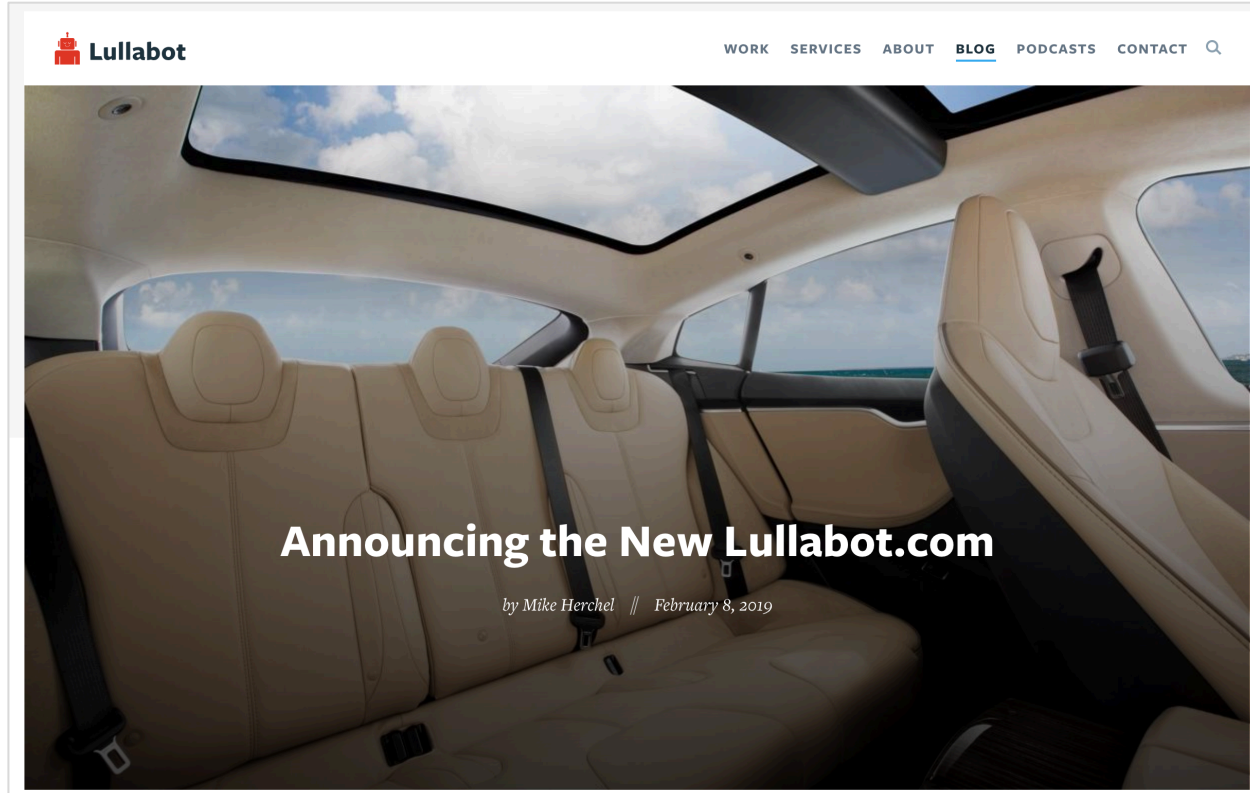 Lullabot
WORK SERVICES ABOUT BLOG PODCASTS CONTACT
Announcing the New Lullabot.com
by Mike Herchel // February 8, 2019